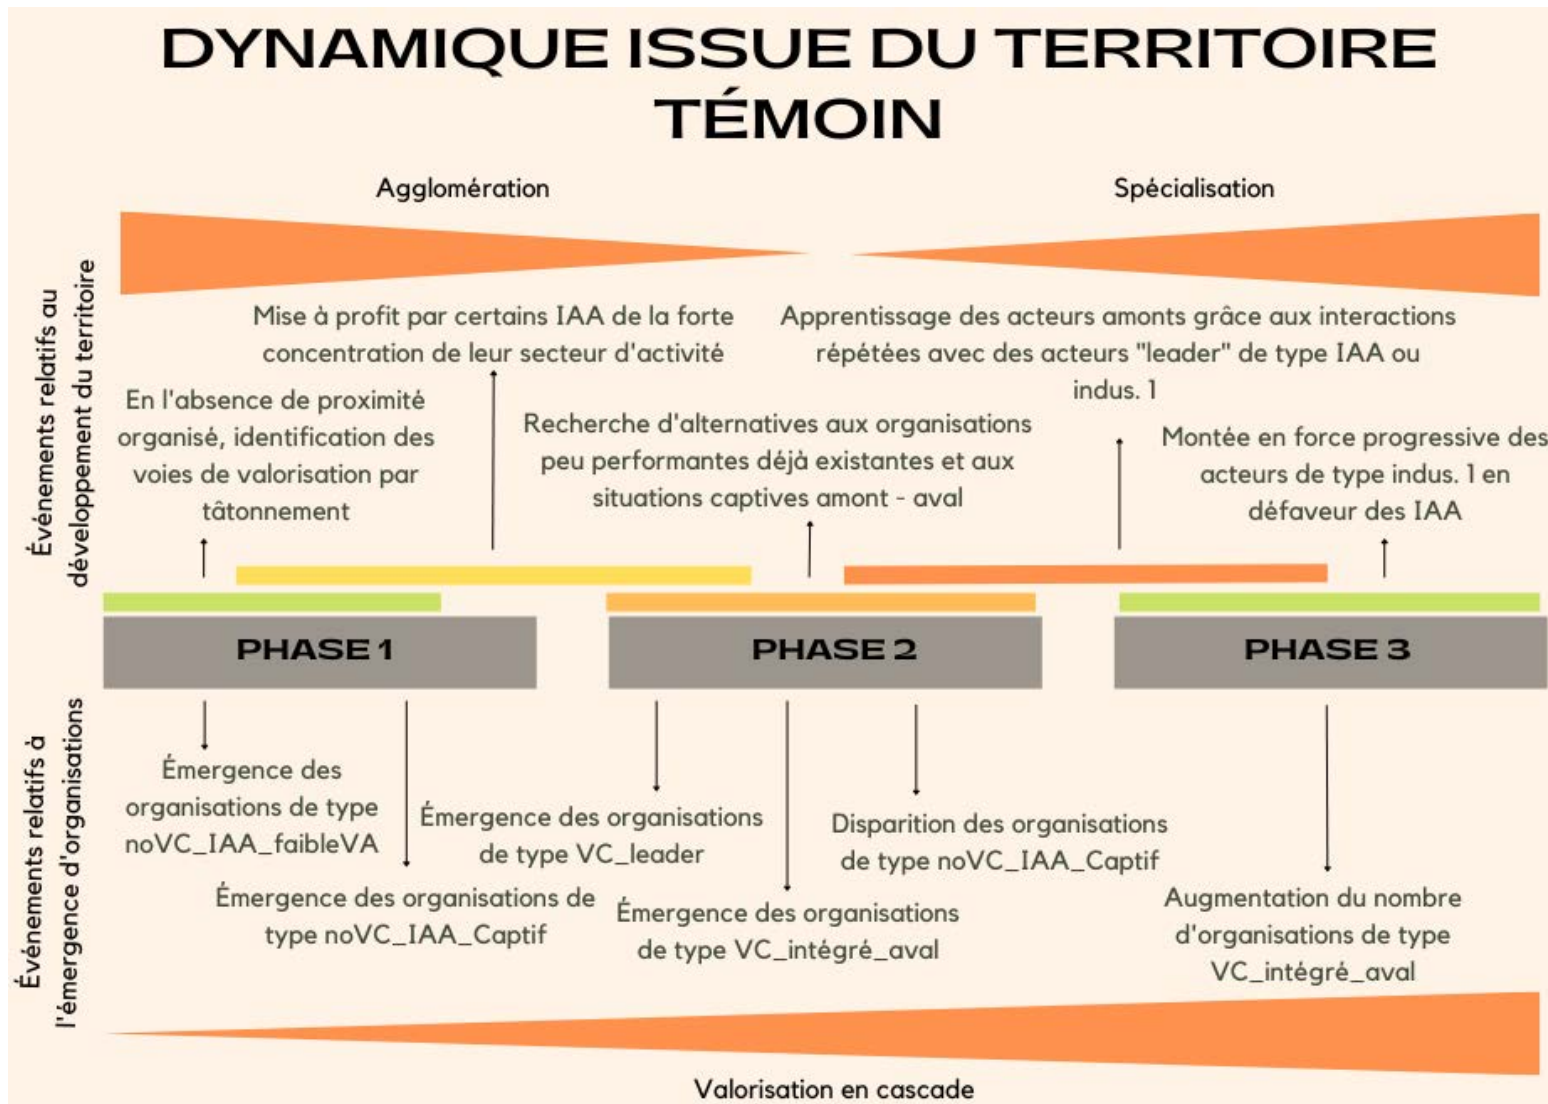 DYNAMIQUE ISSUE DU TERRITOIRE
TÉMOIN
Agglomération
Spécialisation
Événements relatifs au
développement du territoire
Mise à profit par certains IAA de la forte
concentration de leur secteur d'activité
Apprentissage des acteurs amonts grâce aux interactions
répétées avec des acteurs "leader" de type IAA ou
indus. 1
En l'absence de proximité
organisé, identification des
voies de valorisation par
tâtonnement
Recherche d'alternatives aux organisations
peu performantes déjà existantes et aux
situations captives amont - aval
Montée en force progressive des
acteurs de type indus. 1 en
défaveur des IAA
PHASE 1
PHASE 2
PHASE 3
Événements relatifs à
l'émergence d'organisations
Émergence des
organisations de type
noVC_IAA_faibleVA
Émergence des organisations de
type noVC_IAA_Captif
Émergence des organisations
de type VC_leader
Émergence des organisations
de type VC_intégré_aval
Disparition des organisations
de type noVC_IAA_Captif
Augmentation du nombre
d'organisations de type
VC_intégré_aval
Valorisation en cascade